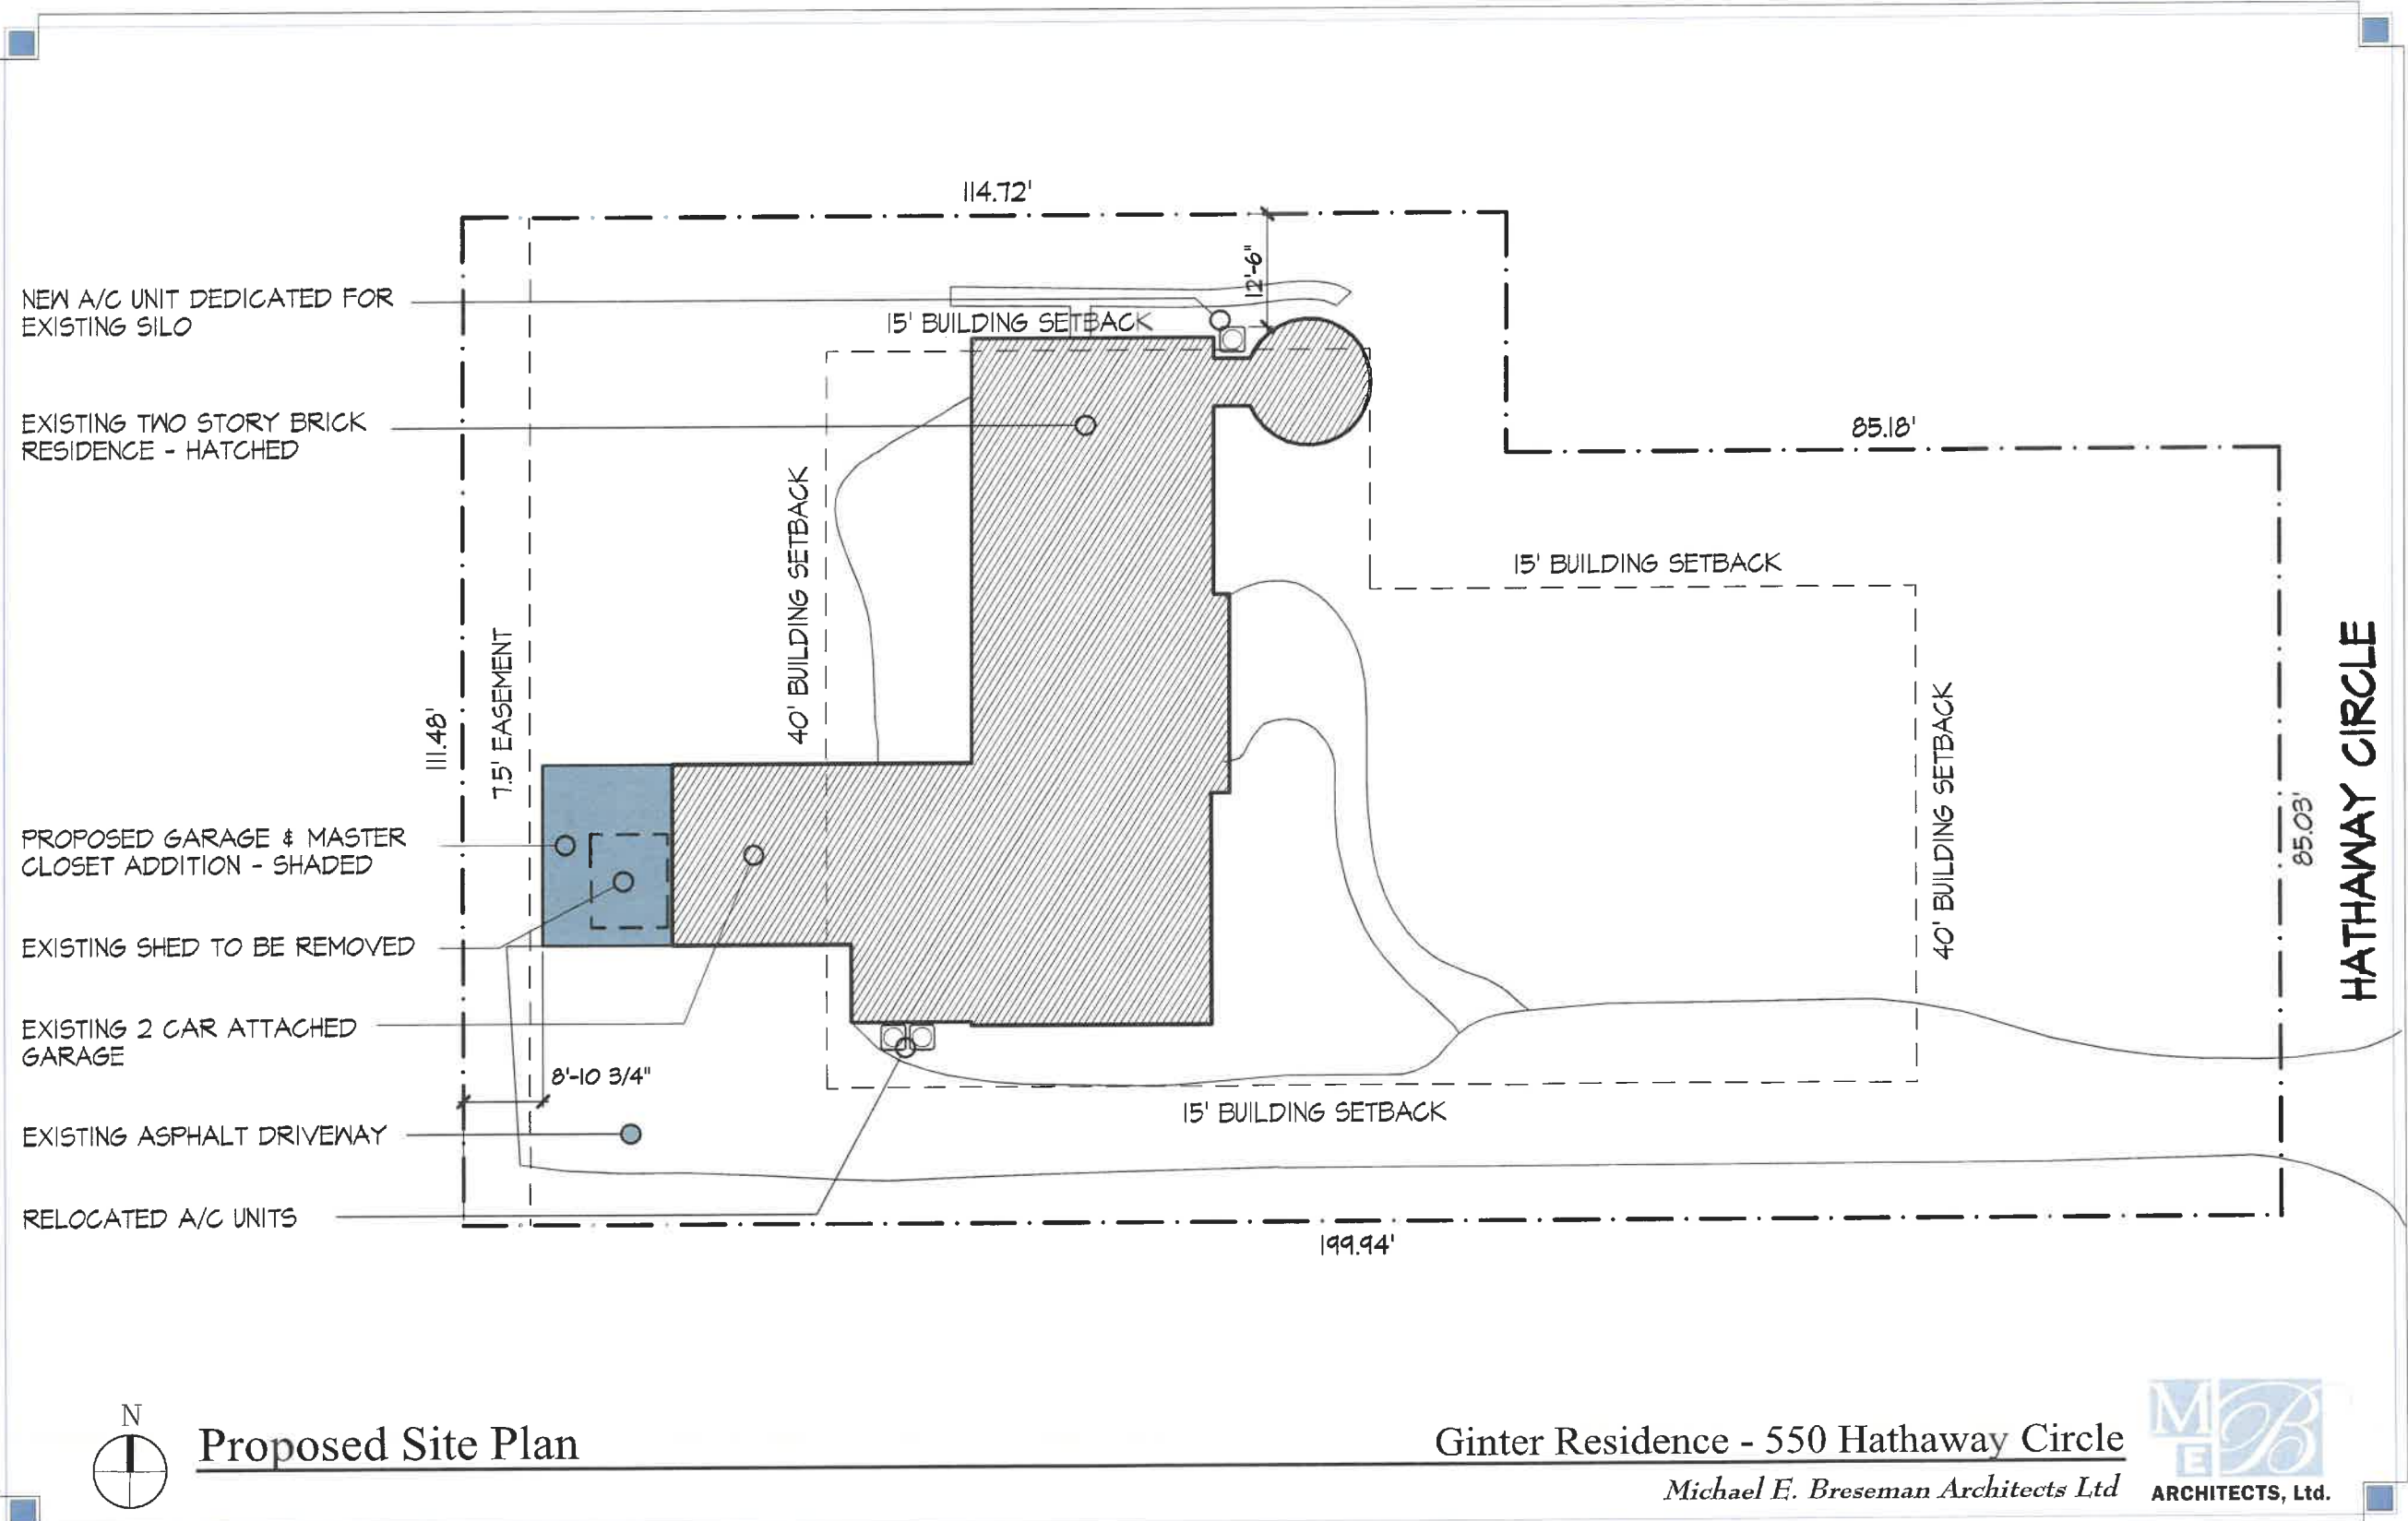 114.72'
12'-6"
NEW A/C UNIT DEDICATED FOR
EXISTING SILO
15' BUILDING SETBACK
EXISTING TWO STORY BRICK
RESIDENCE - HATCHED
85.18'
40' BUILDING SETBACK
15' BUILDING SETBACK
111.48'
7.5' EASEMENT
40' BUILDING SETBACK
85.03'
HATHAWAY CIRCLE
PROPOSED GARAGE & MASTER
CLOSET ADDITION - SHADED
EXISTING SHED TO BE REMOVED
EXISTING 2 CAR ATTACHED
GARAGE
8'-10 3/4"
15' BUILDING SETBACK
EXISTING ASPHALT DRIVEWAY
RELOCATED A/C UNITS
199.94'
N
Proposed Site Plan
Ginter Residence - 550 Hathaway Circle
Michael E. Breseman Architects Ltd
MEB
ARCHITECTS, Ltd.